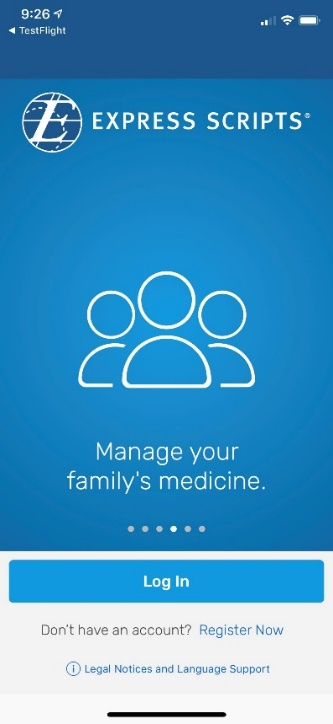 9:26
◀ TestFlight
EXPRESS SCRIPTS®
Manage your
family's medicine.
Log In
Don't have an account? Register Now
Legal Notices and Language Support